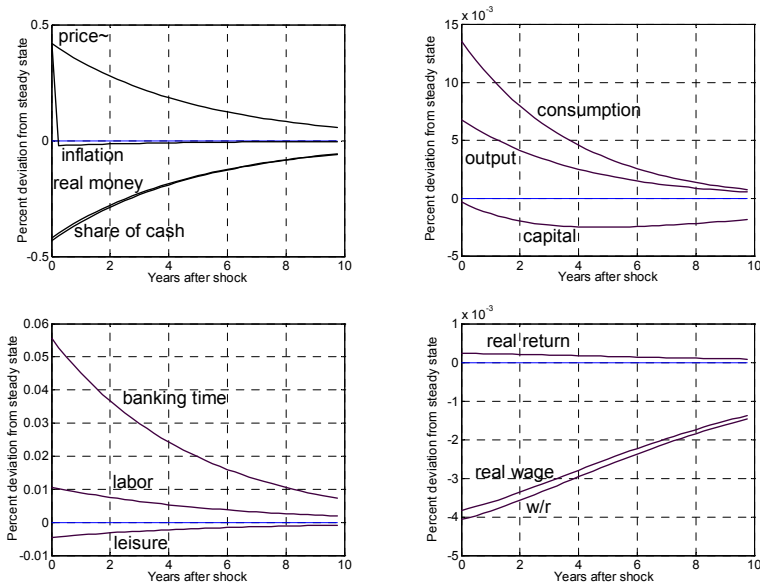 Percent deviation from steady state
0.5
0
-0.5
price~
inflation
real money
share of cash
0 2 4 6 8 10
Years after shock
x 10⁻³
Percent deviation from steady state
15
10
5
0
-5
consumption
output
capital
0 2 4 6 8 10
Years after shock
Percent deviation from steady state
0.06
0.05
0.04
0.03
0.02
0.01
0
-0.01
banking time
labor
leisure
0 2 4 6 8 10
Years after shock
x 10⁻³
Percent deviation from steady state
1
0
-1
-2
-3
-4
-5
real return
real wage
w/r
0 2 4 6 8 10
Years after shock